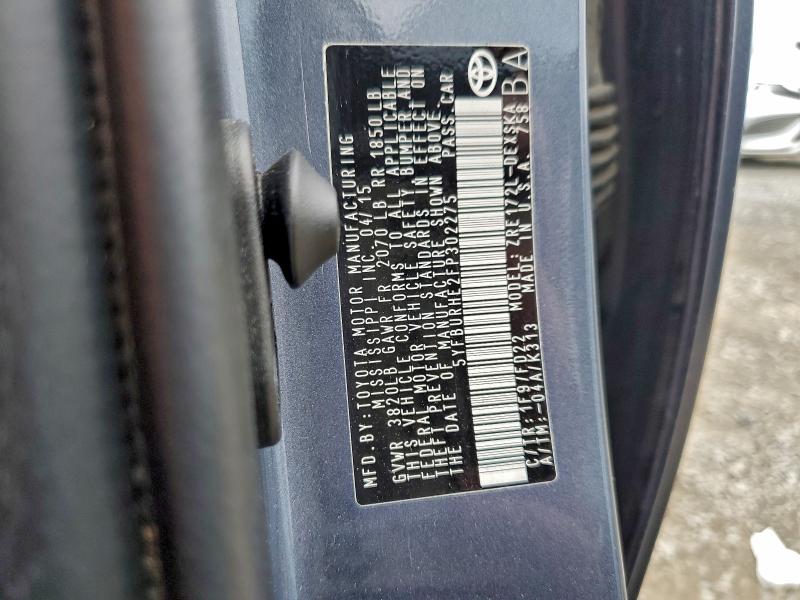 MFD. BY: TOYOTA MOTOR MANUFACTURING
MISSISSIPPI INC. 04/15
GVWR 3820LB GAWR FR 2070 LB RR 1850 LB
THIS VEHICLE CONFORMS TO ALL APPLICABLE
FEDERAL MOTOR VEHICLE SAFETY BUMPER AND
THEFT PREVENTION STANDARDS IN EFFECT ON
THE DATE OF MANUFACTURE SHOWN ABOVE
5YFBURHE2FP302275 PASS.CAR
C/TR: 1F9/FD22 MODEL: ZRE172L-DEXSKA
A/TM:-04A/K313 MADE IN U.S.A. 758 BA